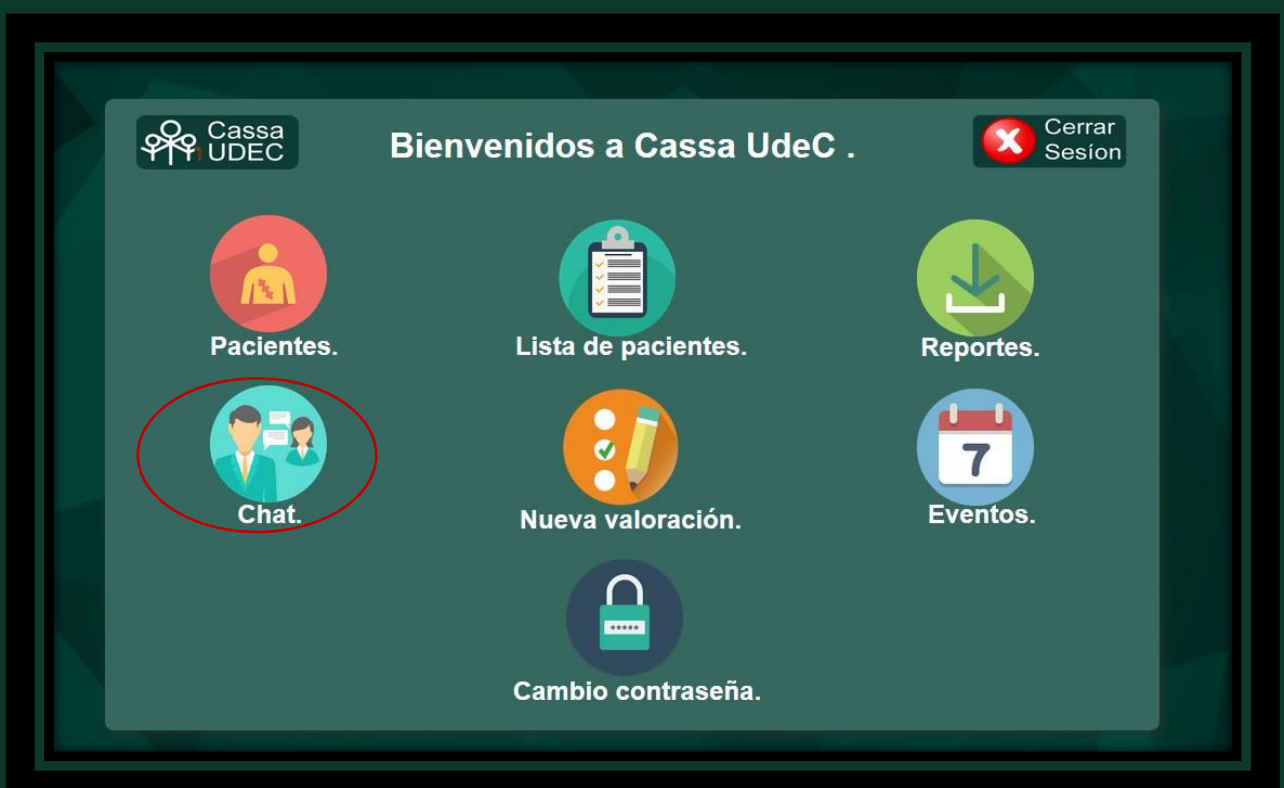 Cassa
UDEC
Bienvenidos a Cassa UdeC .
Cerrar
Sesíon
Pacientes.
Lista de pacientes.
Reportes.
Chat.
Nueva valoración.
7
Eventos.
*****
Cambio contraseña.